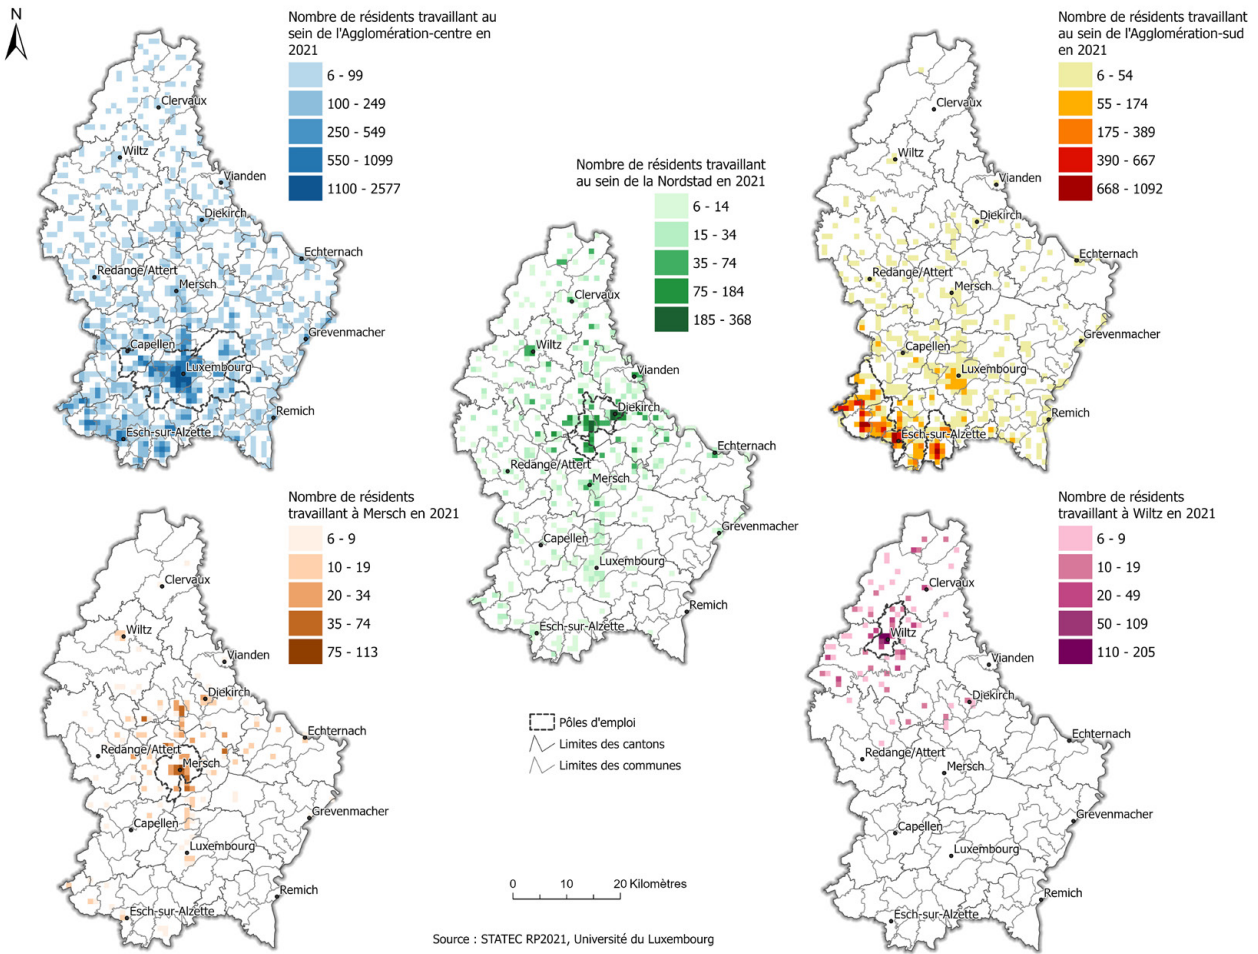 N
Nombre de résidents travaillant au
sein de l'Agglomération-centre en
2021
6 - 99
100 - 249
250 - 549
550 - 1099
1100 - 2577
Clervaux
Wiltz
Vianden
Diekirch
Echternach
Redange/Attert
Mersch
Grevenmacher
Capellen
Luxembourg
Remich
Esch-sur-Alzette
Nombre de résidents travaillant
au sein de la Nordstad en 2021
6 - 14
15 - 34
35 - 74
75 - 184
185 - 368
Clervaux
Wiltz
Vianden
Diekirch
Echternach
Redange/Attert
Mersch
Grevenmacher
Capellen
Luxembourg
Remich
Esch-sur-Alzette
Nombre de résidents travaillant
au sein de l'Agglomération-sud
en 2021
6 - 54
55 - 174
175 - 389
390 - 667
668 - 1092
Clervaux
Wiltz
Vianden
Diekirch
Echternach
Redange/Attert
Mersch
Grevenmacher
Capellen
Luxembourg
Remich
Esch-sur-Alzette
Nombre de résidents
travaillant à Mersch en 2021
6 - 9
10 - 19
20 - 34
35 - 74
75 - 113
Clervaux
Wiltz
Vianden
Diekirch
Echternach
Redange/Attert
Mersch
Grevenmacher
Capellen
Luxembourg
Remich
Esch-sur-Alzette
Nombre de résidents
travaillant à Wiltz en 2021
6 - 9
10 - 19
20 - 49
50 - 109
110 - 205
Clervaux
Wiltz
Vianden
Diekirch
Echternach
Redange/Attert
Mersch
Grevenmacher
Capellen
Luxembourg
Remich
Esch-sur-Alzette
Pôles d'emploi
Limites des cantons
Limites des communes
0 10 20 Kilomètres
Source : STATEC RP2021, Université du Luxembourg